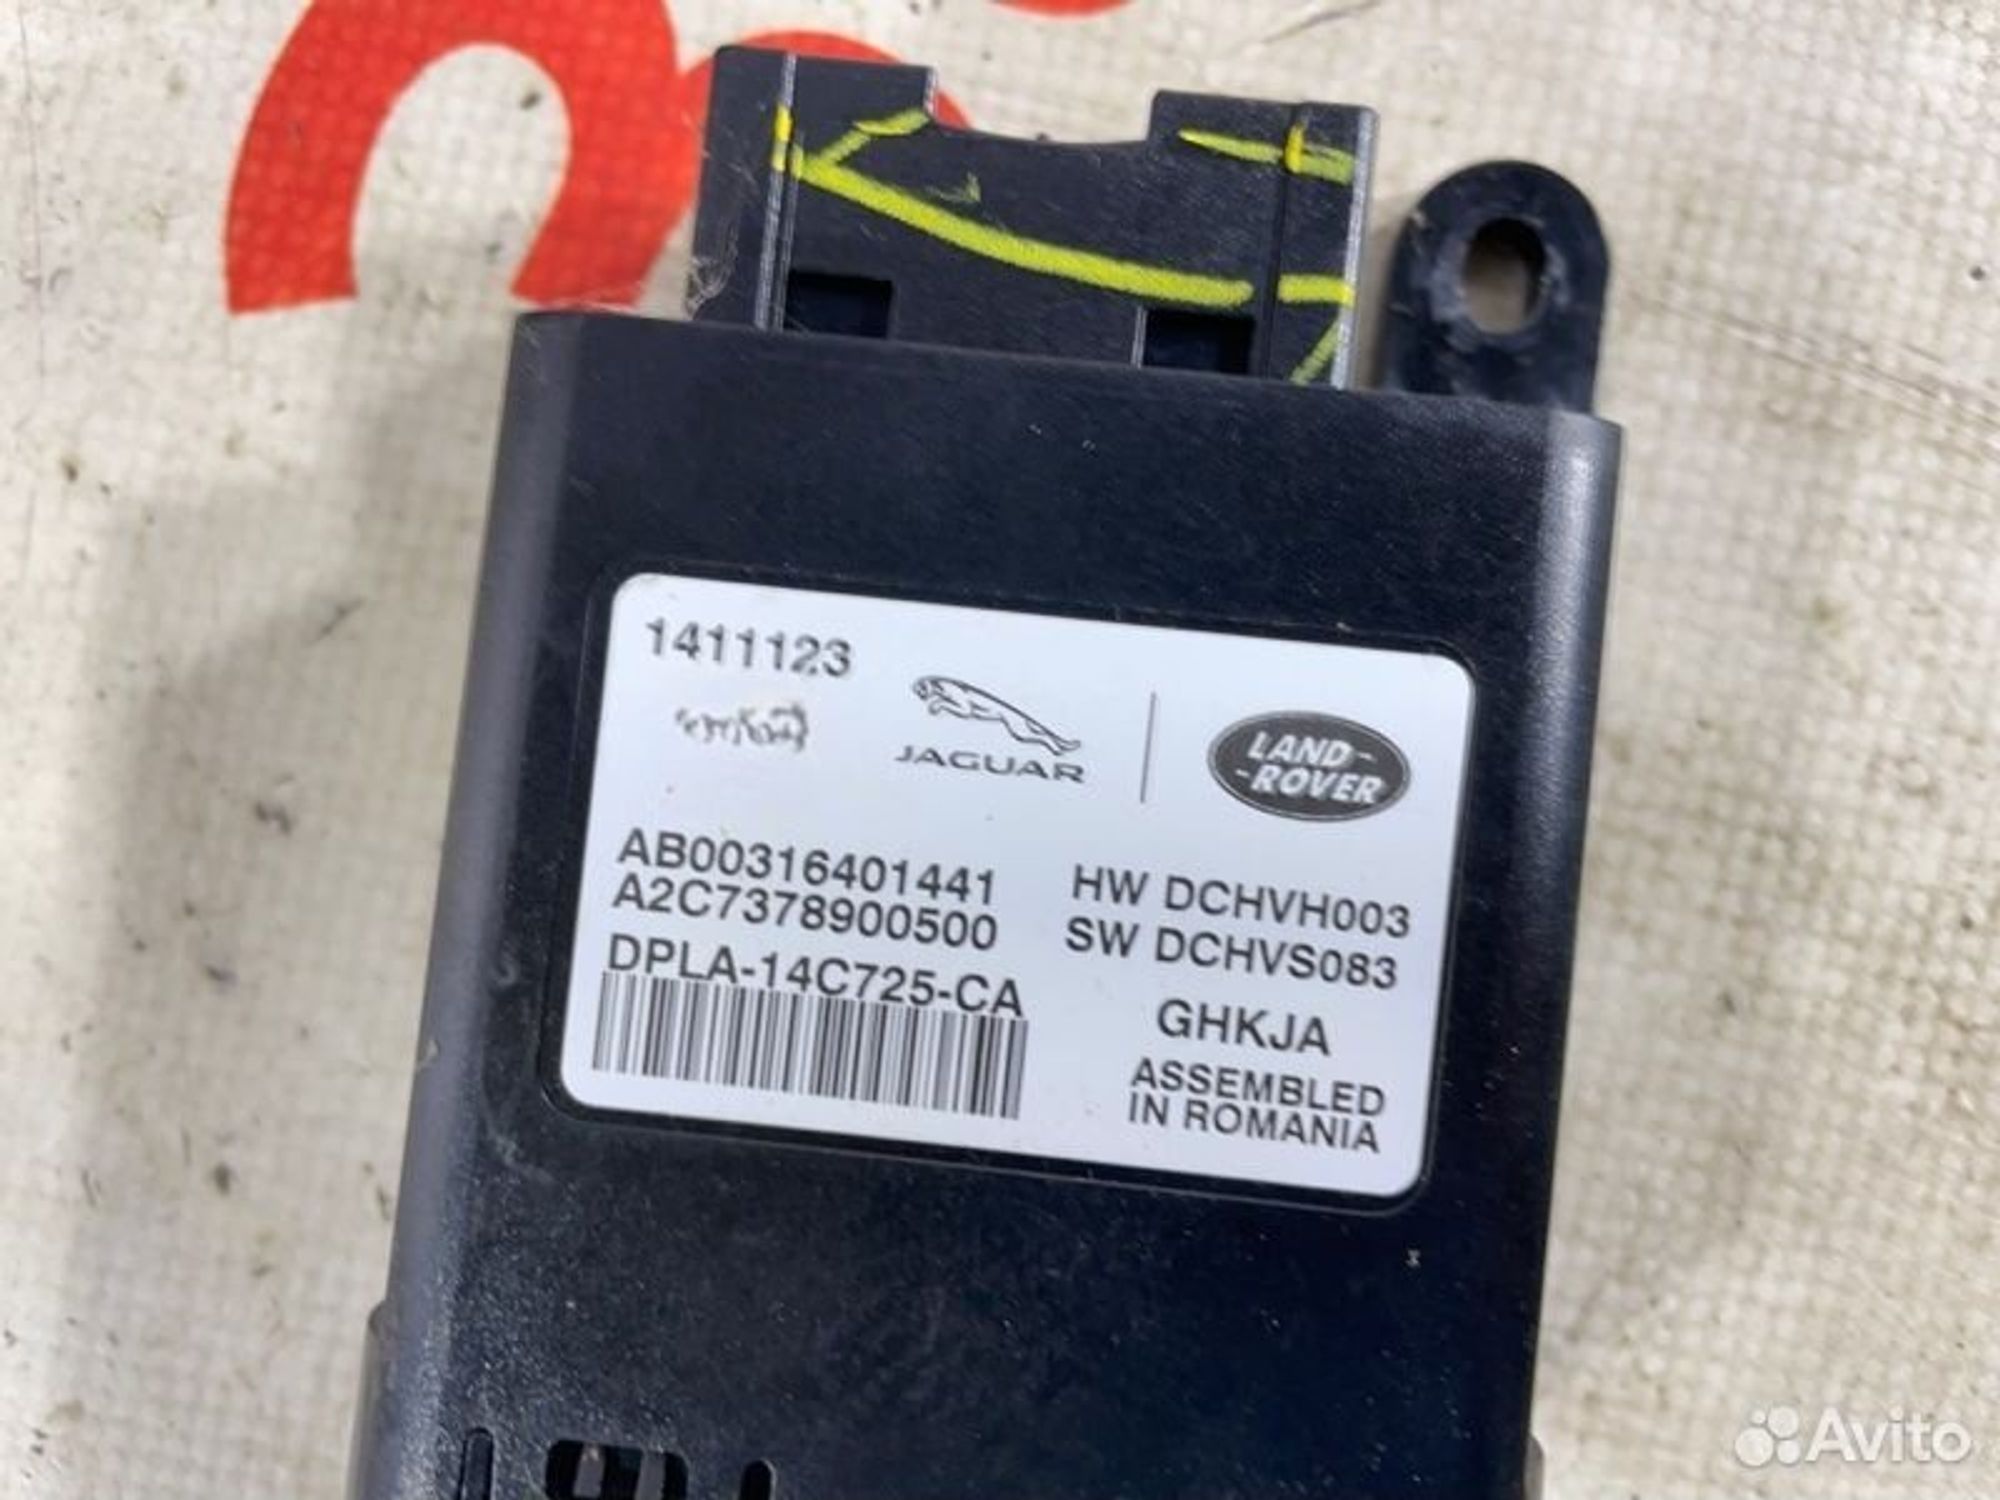 1411123
JAGUAR
LAND-
-ROVER
AB00316401441
A2C7378900500
DPLA-14C725-CA
HW DCHVH003
SW DCHVS083
GHKJA
ASSEMBLED
IN ROMANIA
Avito